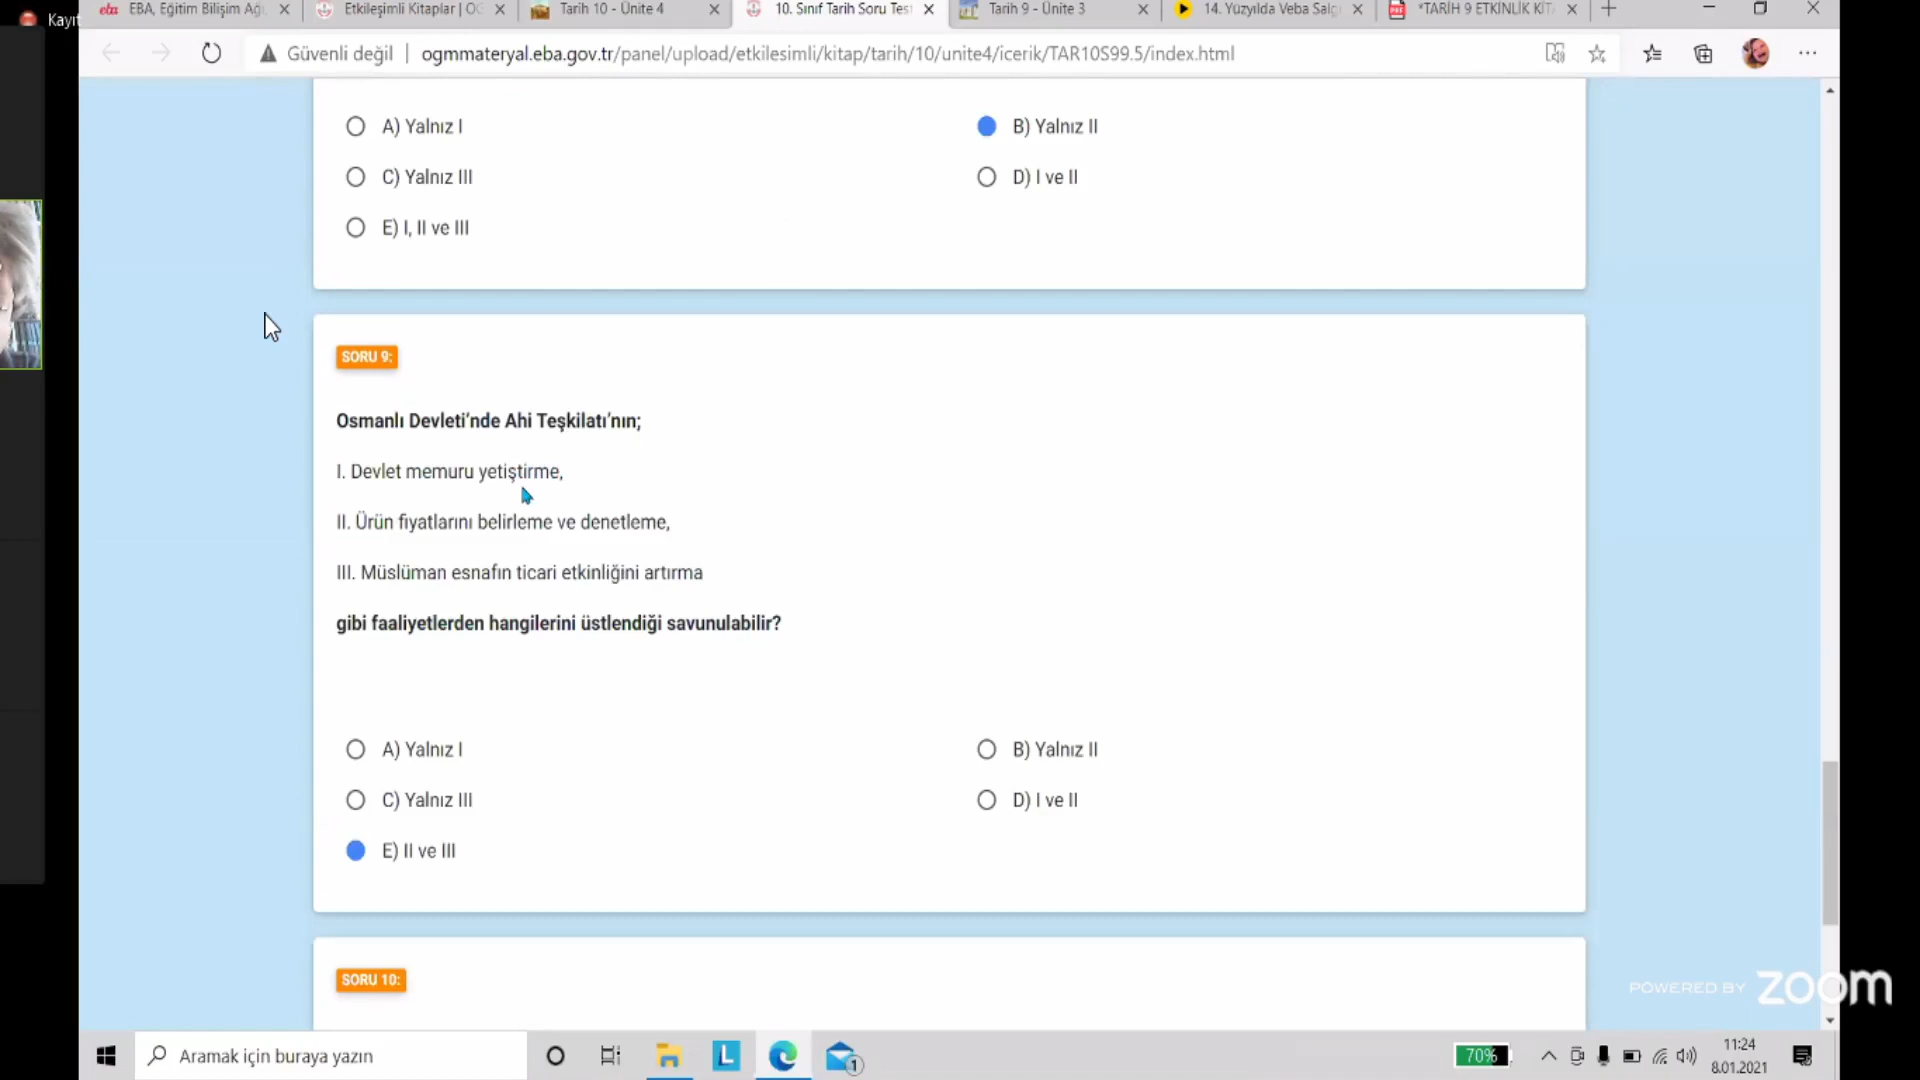 Kayıt
EBA, Eğitim Bilişim Ağı
Etkileşimli Kitaplar | OG
Tarih 10 - Ünite 4
10. Sınıf Tarih Soru Test
Tarih 9 - Ünite 3
14. Yüzyılda Veba Salg
*TARİH 9 ETKİNLİK KİT
Güvenli değil
ogmmateryal.eba.gov.tr/panel/upload/etkilesimli/kitap/tarih/10/unite4/icerik/TAR10S99.5/index.html
A) Yalnız I
B) Yalnız II
C) Yalnız III
D) I ve II
E) I, II ve III
SORU 9:
Osmanlı Devleti'nde Ahi Teşkilatı'nın;
I. Devlet memuru yetiştirme,
II. Ürün fiyatlarını belirleme ve denetleme,
III. Müslüman esnafın ticari etkinliğini artırma
gibi faaliyetlerden hangilerini üstlendiği savunulabilir?
A) Yalnız I
B) Yalnız II
C) Yalnız III
D) I ve II
E) II ve III
SORU 10:
POWERED BY zoom
Aramak için buraya yazın
L
1
70%
11:24
8.01.2021